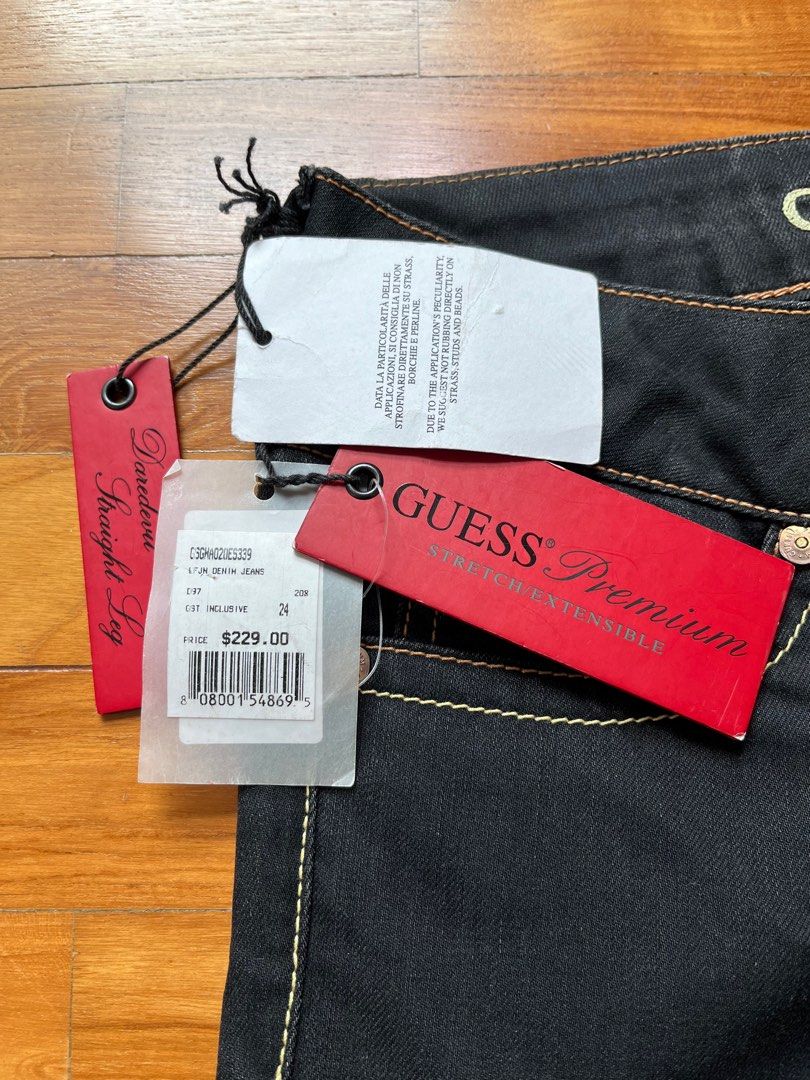 DATA LA PARTICOLARITÀ DELLE
APPLICAZIONI, SI CONSIGLIA DI NON
STROFINARE DIRETTAMENTE SU STRASS,
BORCHIE E PERLINE.
DUE TO THE APPLICATION'S PECULIARITY,
WE SUGGEST NOT RUBBING DIRECTLY ON
STRASS, STUDS AND BEADS.
Daredevil
Straight Leg
GUESS® Premium
STRETCH/EXTENSIBLE
CSGWA020ES339
LFJN DENIM JEANS
D97 208
GST INCLUSIVE 24
PRICE $229.00
8 08001 54869 5